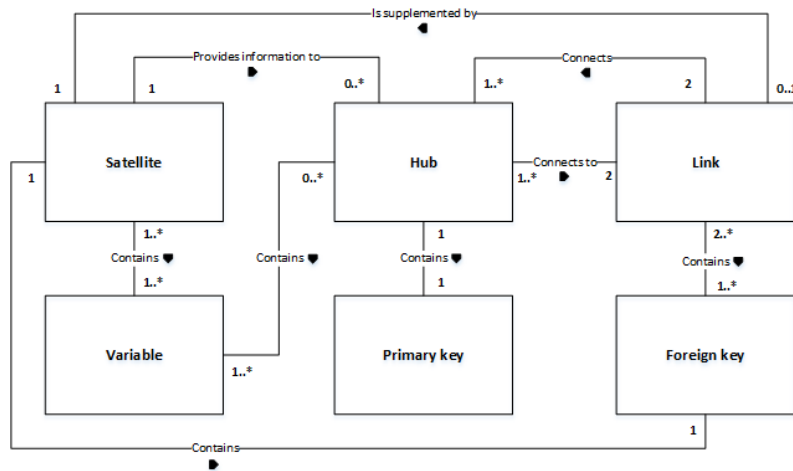 Is supplemented by
Provides information to
Connects
1
1
0..*
1..*
2
0..1
Satellite
Hub
Link
1
0..*
Connects to
1..*
2
1..*
1
2..*
Contains
Contains
Contains
Contains
1..*
1
1..*
Variable
Primary key
Foreign key
1..*
1
Contains